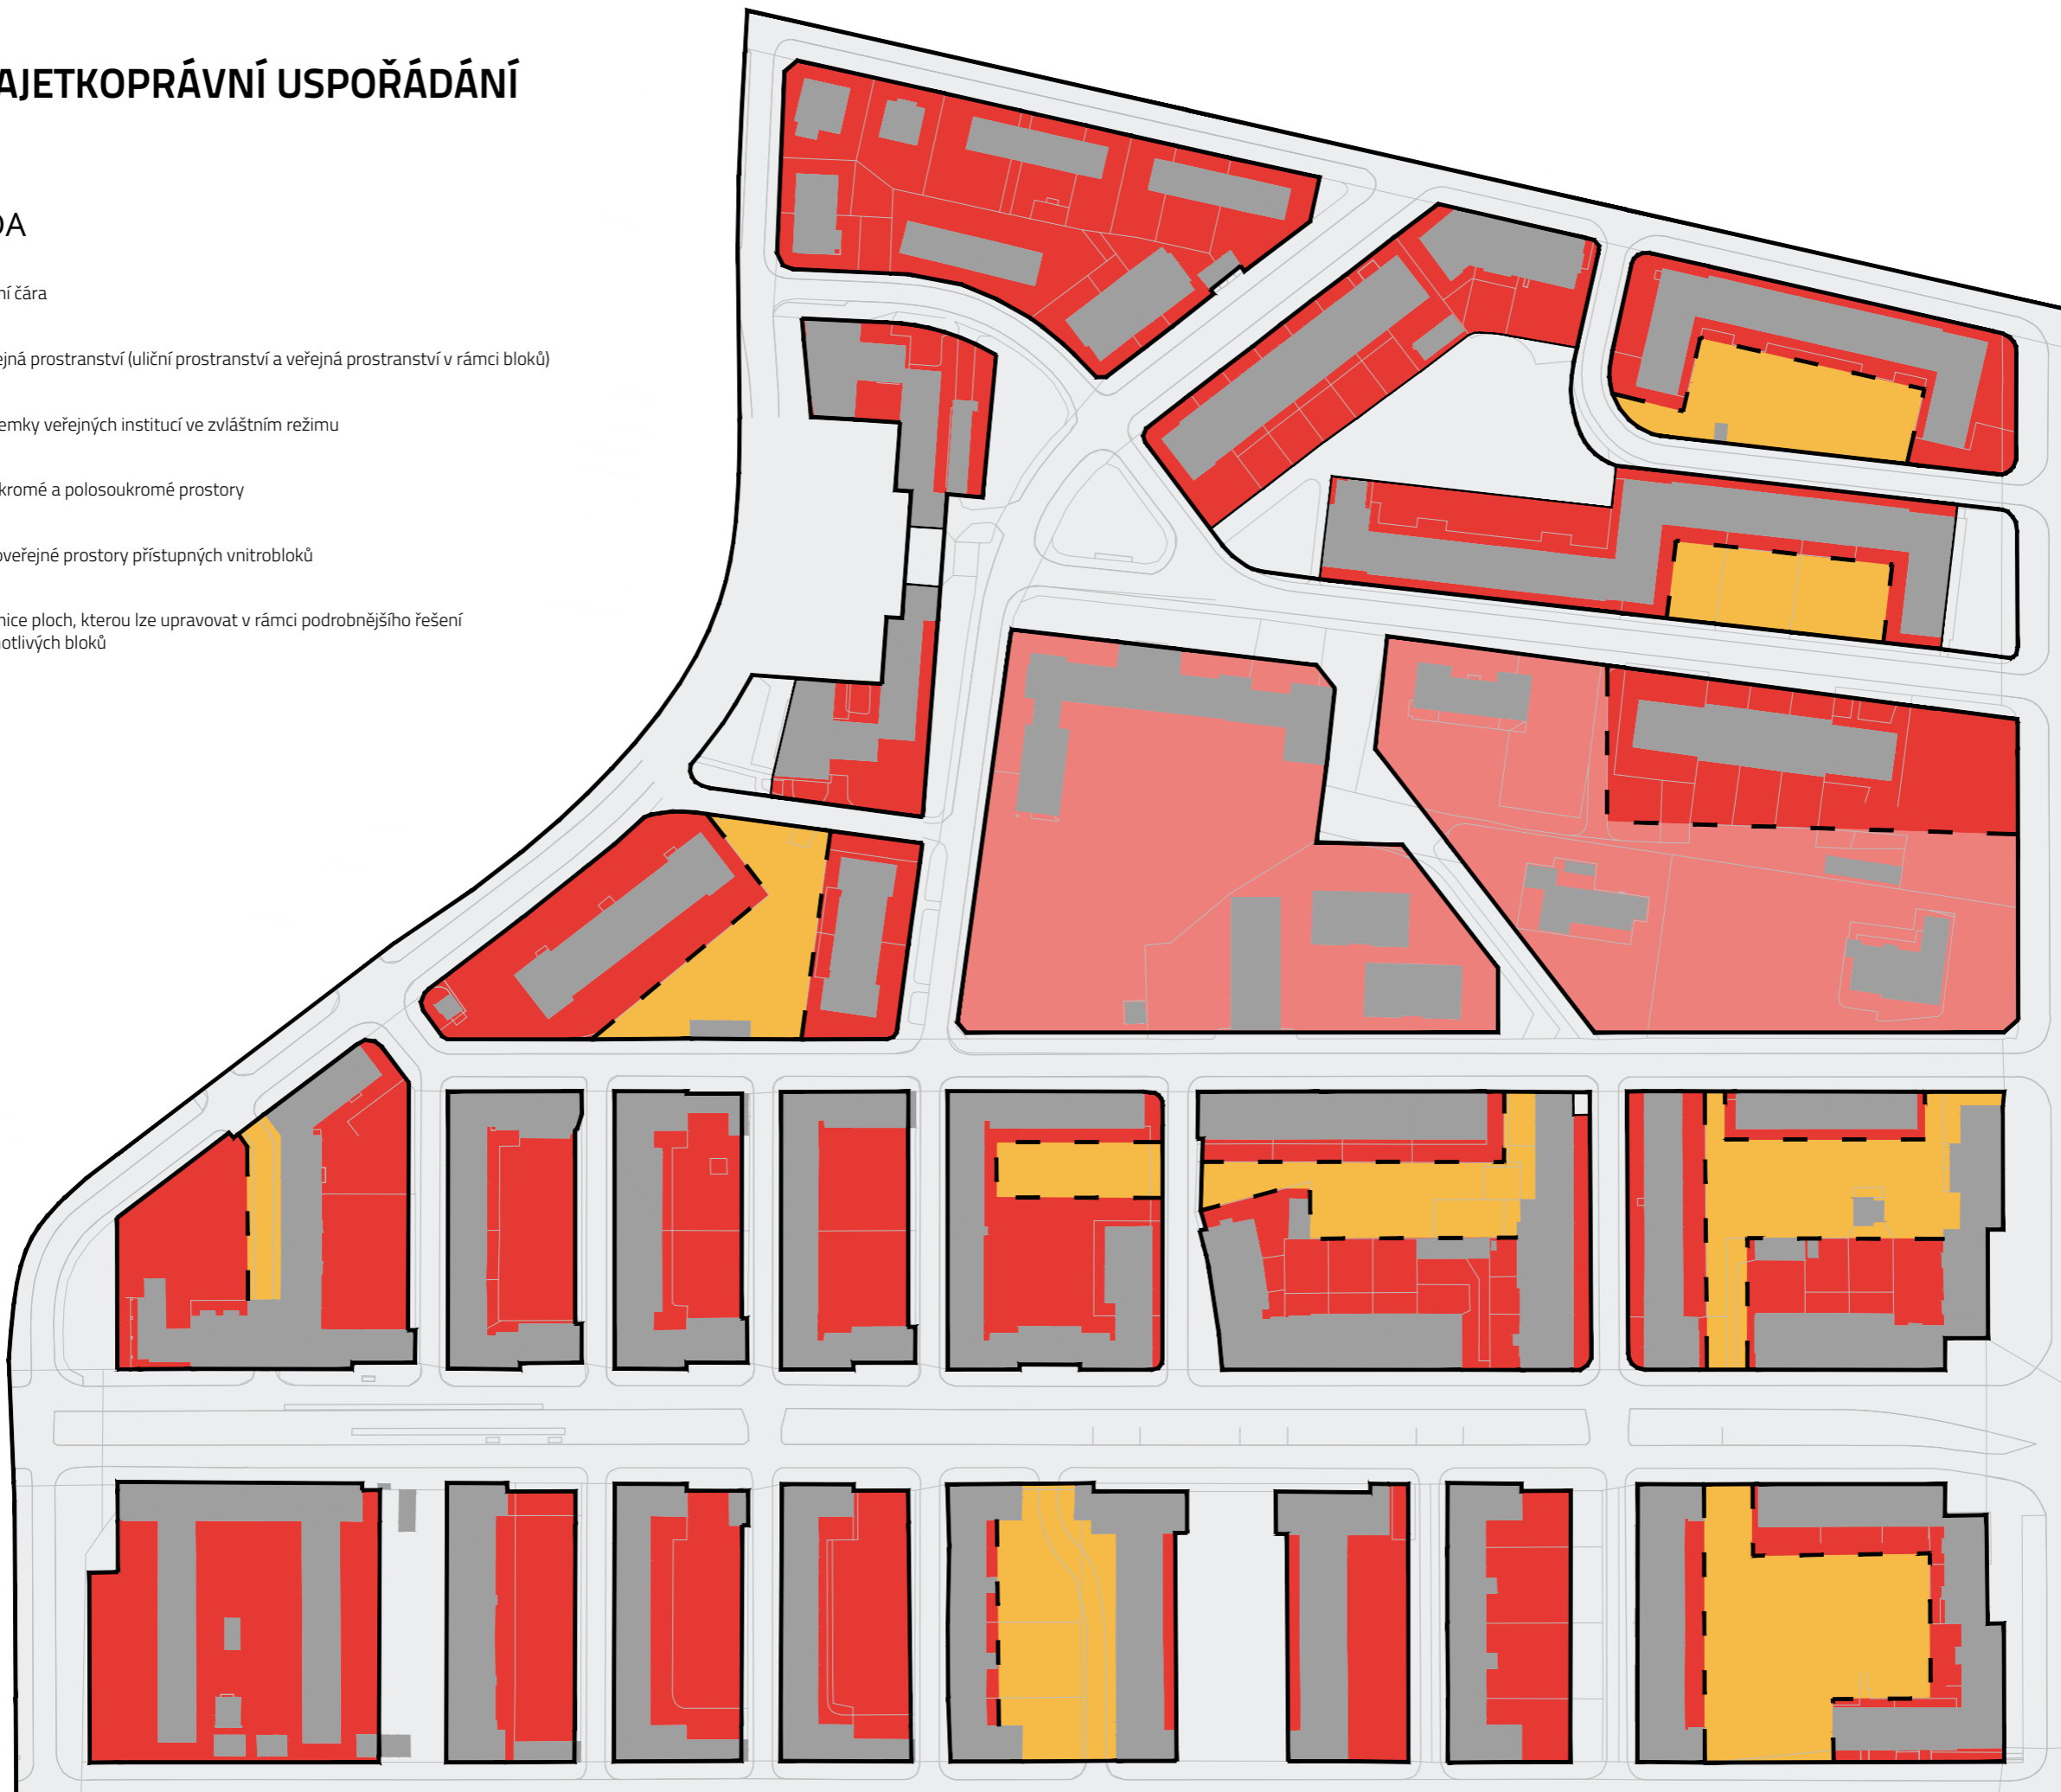 AJETKOPRÁVNÍ USPOŘÁDÁNÍ
DA
ní čára
ejná prostranství (uliční prostranství a veřejná prostranství v rámci bloků)
emky veřejných institucí ve zvláštním režimu
kromé a polosoukromé prostory
oveřejné prostory přístupných vnitrobloků
nice ploch, kterou lze upravovat v rámci podrobnějšího řešení
notlivých bloků